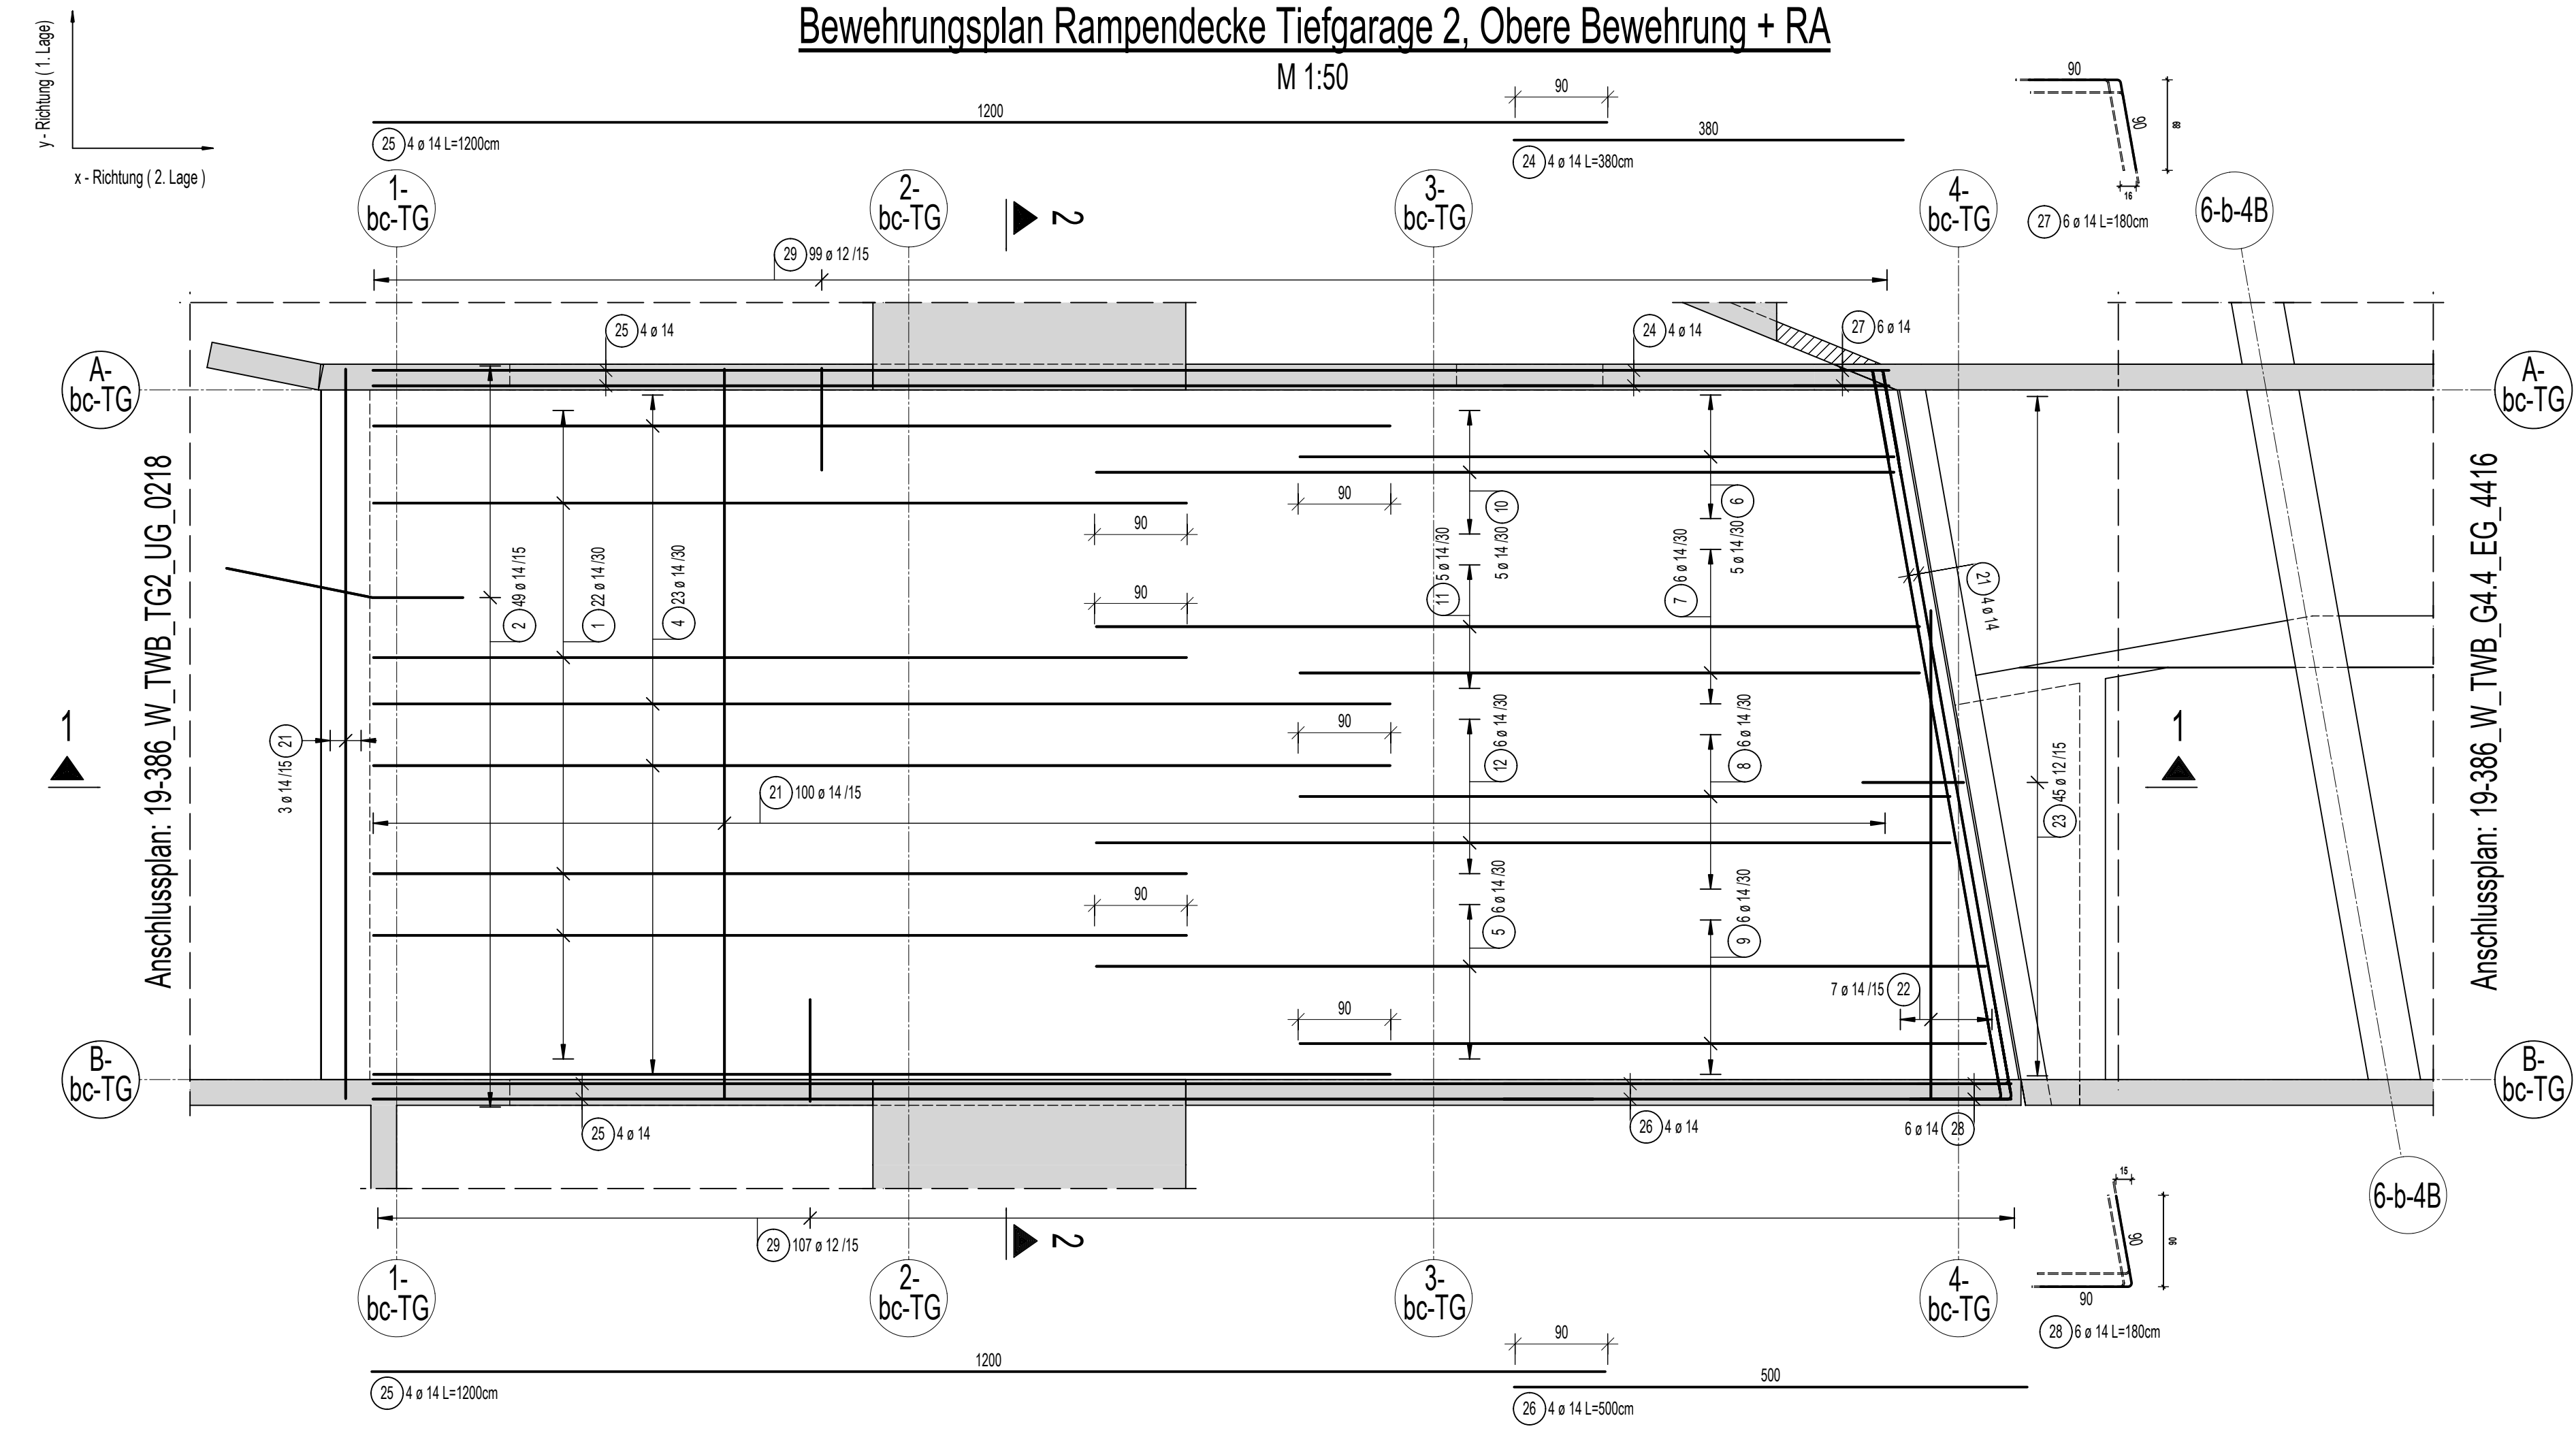 Bewehrungsplan Rampendecke Tiefgarage 2, Obere Bewehrung + RA
M 1:50
y - Richtung ( 1. Lage)
x - Richtung ( 2. Lage )
1200
25 4 ø 14 L=1200cm
90
380
24 4 ø 14 L=380cm
90
90
89
16
27 6 ø 14 L=180cm
1-
bc-TG
2-
bc-TG
2
3-
bc-TG
4-
bc-TG
6-b-4B
29 99 ø 12 /15
25 4 ø 14
24 4 ø 14
27 6 ø 14
A-
bc-TG
A-
bc-TG
Anschlussplan: 19-386_W_TWB_TG2_UG_0218
Anschlussplan: 19-386_W_TWB_G4.4_EG_4416
90
90
90
90
90
90
2 49 ø 14 /15
1 22 ø 14 /30
4 23 ø 14 /30
11 5 ø 14 /30
10
5 ø 14 /30
7 6 ø 14 /30
6
5 ø 14 /30
21 4 ø 14
12 6 ø 14 /30
8 6 ø 14 /30
5 6 ø 14 /30
9 6 ø 14 /30
23 45 ø 12 /15
1
3 ø 14 /15 21
21 100 ø 14 /15
1
7 ø 14 /15 22
B-
bc-TG
B-
bc-TG
25 4 ø 14
26 4 ø 14
6 ø 14 28
29 107 ø 12 /15
2
15
90
90
90
28 6 ø 14 L=180cm
6-b-4B
1-
bc-TG
2-
bc-TG
3-
bc-TG
4-
bc-TG
1200
25 4 ø 14 L=1200cm
90
500
26 4 ø 14 L=500cm